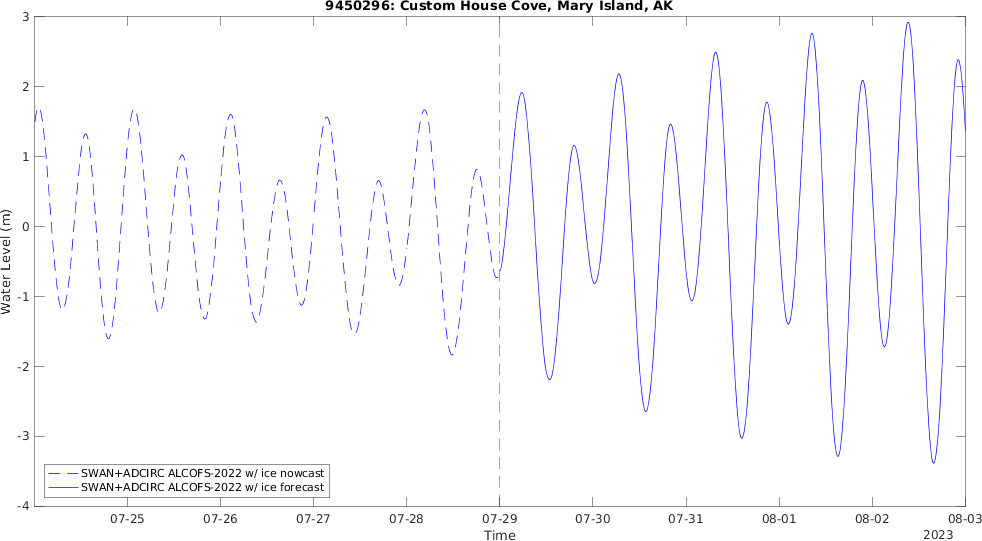 9450296: Custom House Cove, Mary Island, AK
3
2
1
0
-1
-2
-3
-4
Water Level (m)
SWAN+ADCIRC ALCOFS-2022 w/ ice nowcast
SWAN+ADCIRC ALCOFS-2022 w/ ice forecast
07-25 07-26 07-27 07-28 07-29 07-30 07-31 08-01 08-02 08-03
Time
2023